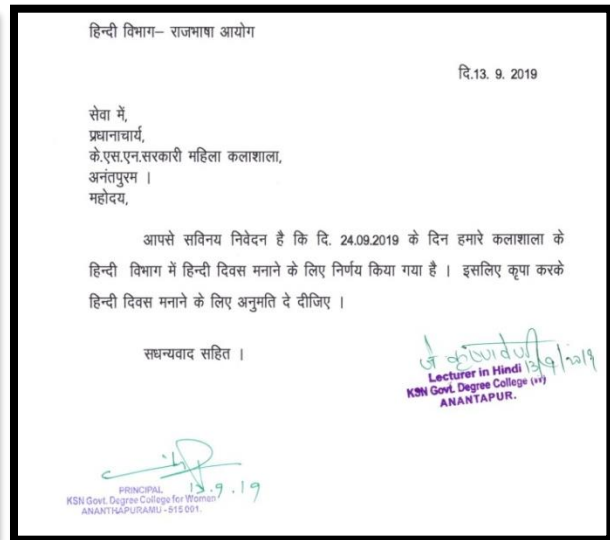 हिन्दी विभाग– राजभाषा आयोग
दि.13. 9. 2019
सेवा में,
प्रधानाचार्य,
के.एस.एन.सरकारी महिला कलाशाला,
अनंतपुरम ।
महोदय,
आपसे सविनय निवेदन है कि दि. 24.09.2019 के दिन हमारे कलाशाला के
हिन्दी विभाग में हिन्दी दिवस मनाने के लिए निर्णय किया गया है । इसलिए कृपा करके
हिन्दी दिवस मनाने के लिए अनुमति दे दीजिए ।
सधन्यवाद सहित ।
13/9/2019
Lecturer in Hindi
KSN Govt. Degree College (W)
ANANTAPUR.
13.9.19
PRINCIPAL
KSN Govt. Degree College for Women
ANANTHAPURAMU - 515 001.